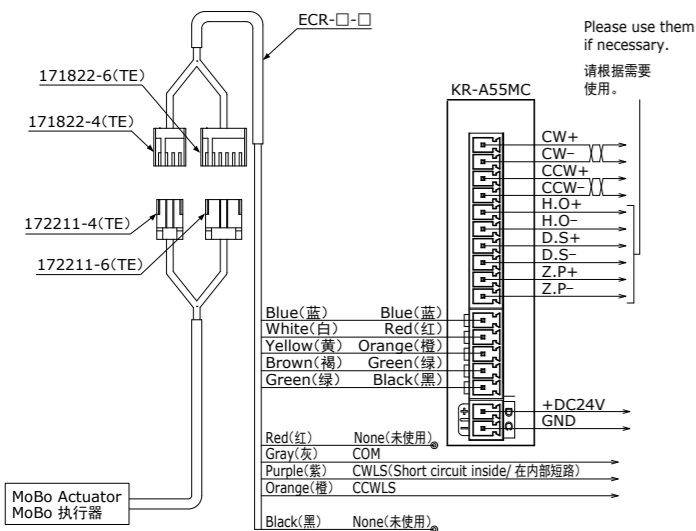 ECR-□-□
Please use them
if necessary.
请根据需要
使用。
171822-6(TE)
171822-4(TE)
KR-A55MC
CW+
CW-
CCW+
CCW-
H.O+
H.O-
D.S+
D.S-
Z.P+
Z.P-
172211-4(TE)
172211-6(TE)
Blue(蓝) Blue(蓝)
White(白) Red(红)
Yellow(黄) Orange(橙)
Brown(褐) Green(绿)
Green(绿) Black(黑)
+ +DC24V
- GND
Red(红) None(未使用)
Gray(灰) COM
Purple(紫) CWLS(Short circuit inside/ 在内部短路)
Orange(橙) CCWLS
Black(黑) None(未使用)
MoBo Actuator
MoBo 执行器